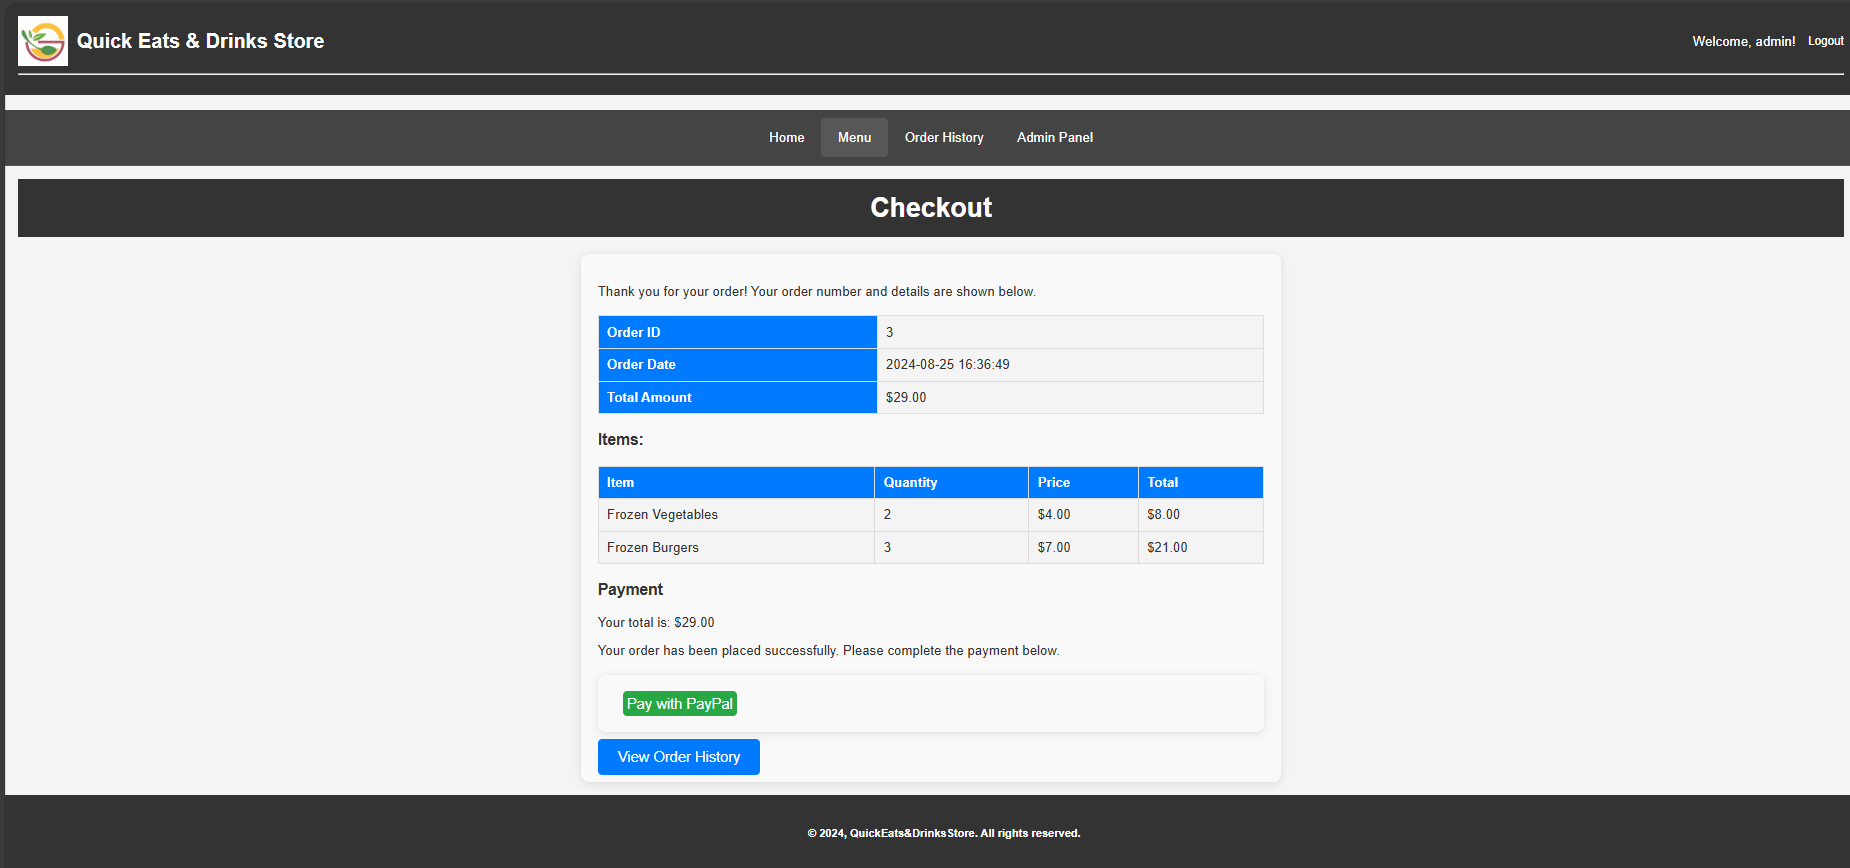 Quick Eats & Drinks Store
Welcome, admin! Logout
Home Menu Order History Admin Panel
Checkout
Thank you for your order! Your order number and details are shown below.
Order ID 3
Order Date 2024-08-25 16:36:49
Total Amount $29.00
Items:
Item Quantity Price Total
Frozen Vegetables 2 $4.00 $8.00
Frozen Burgers 3 $7.00 $21.00
Payment
Your total is: $29.00
Your order has been placed successfully. Please complete the payment below.
Pay with PayPal
View Order History
© 2024, QuickEats&DrinksStore. All rights reserved.